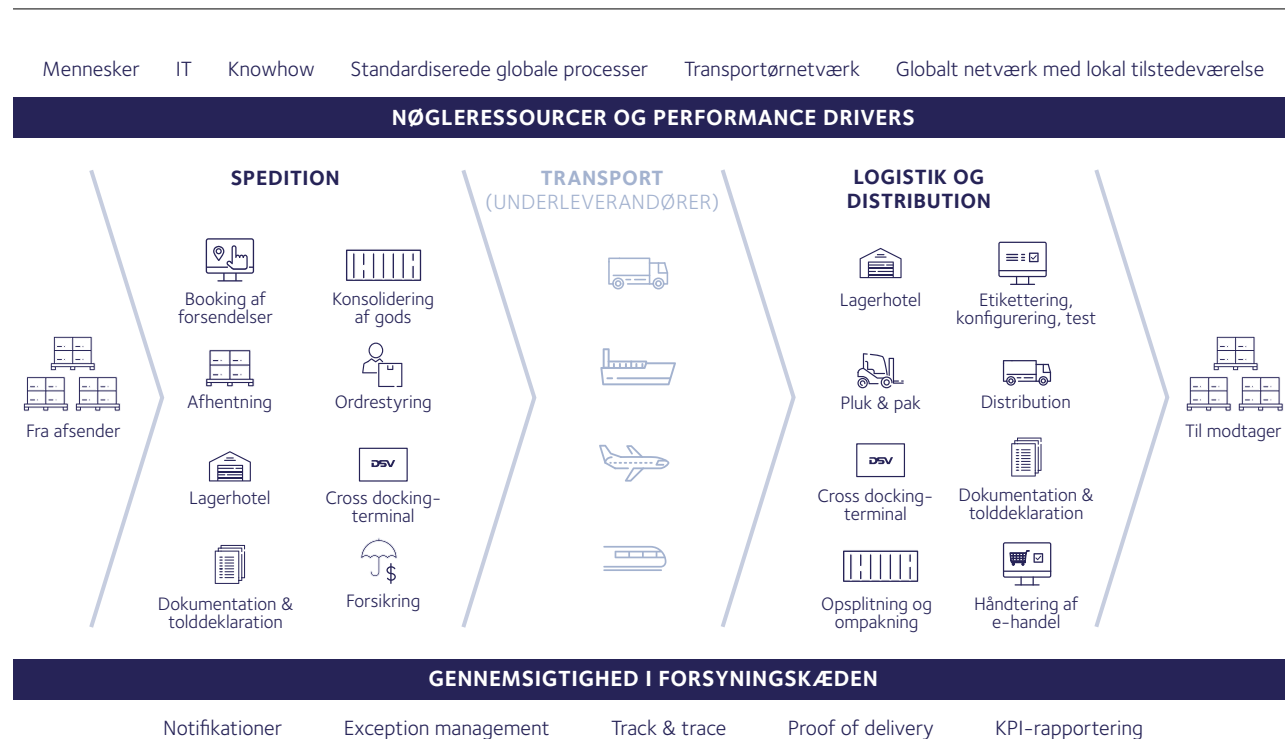 Mennesker IT Knowhow Standardiserede globale processer Transportørnetværk Globalt netværk med lokal tilstedeværelse
NØGLERESSOURCER OG PERFORMANCE DRIVERS
Fra afsender
SPEDITION
Booking af
forsendelser
Konsolidering
af gods
Afhentning
Ordrestyring
Lagerhotel
DSV
Cross docking-
terminal
Dokumentation &
tolddeklaration
$
Forsikring
TRANSPORT
(UNDERLEVERANDØRER)
LOGISTIK OG
DISTRIBUTION
Lagerhotel
Etikettering,
konfigurering, test
Pluk & pak
Distribution
DSV
Cross docking-
terminal
Dokumentation &
tolddeklaration
Opsplitning og
ompakning
Håndtering af
e-handel
Til modtager
GENNEMSIGTIGHED I FORSYNINGSKÆDEN
Notifikationer Exception management Track & trace Proof of delivery KPI-rapportering